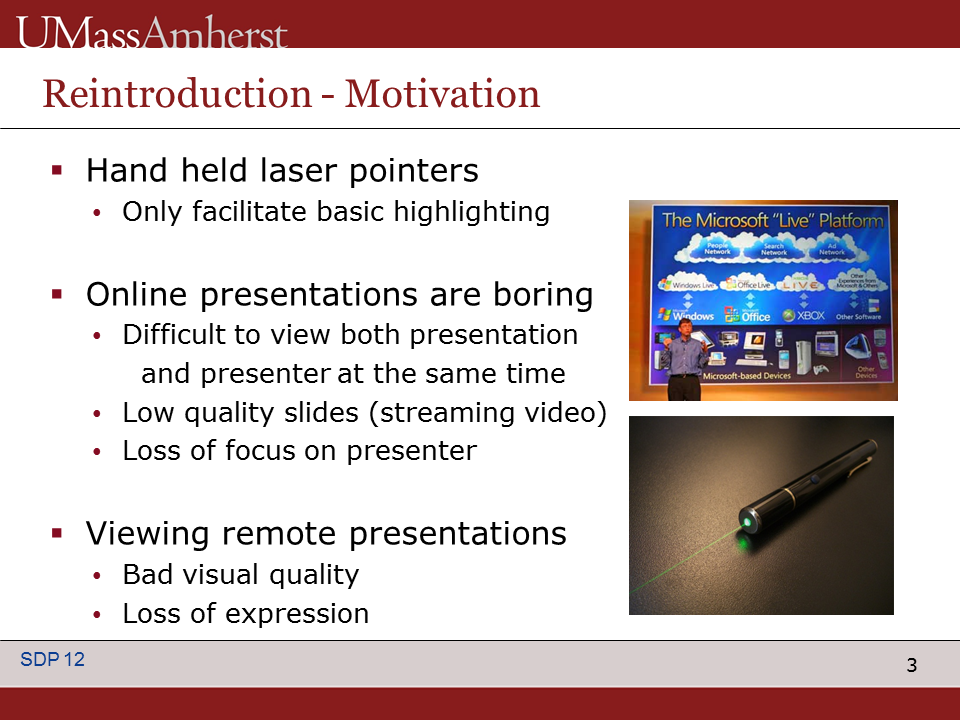 UMassAmherst
Reintroduction - Motivation
▪ Hand held laser pointers
• Only facilitate basic highlighting
▪ Online presentations are boring
• Difficult to view both presentation
and presenter at the same time
• Low quality slides (streaming video)
• Loss of focus on presenter
▪ Viewing remote presentations
• Bad visual quality
• Loss of expression
The Microsoft "Live" Platform
People Network
Search Network
Ad Network
Windows Live
Office Live
LIVE
Other Experiences from Microsoft & Others
Microsoft Windows
Microsoft Office
XBOX
Other Software
Microsoft-based Devices
Other Devices
SDP 12
3